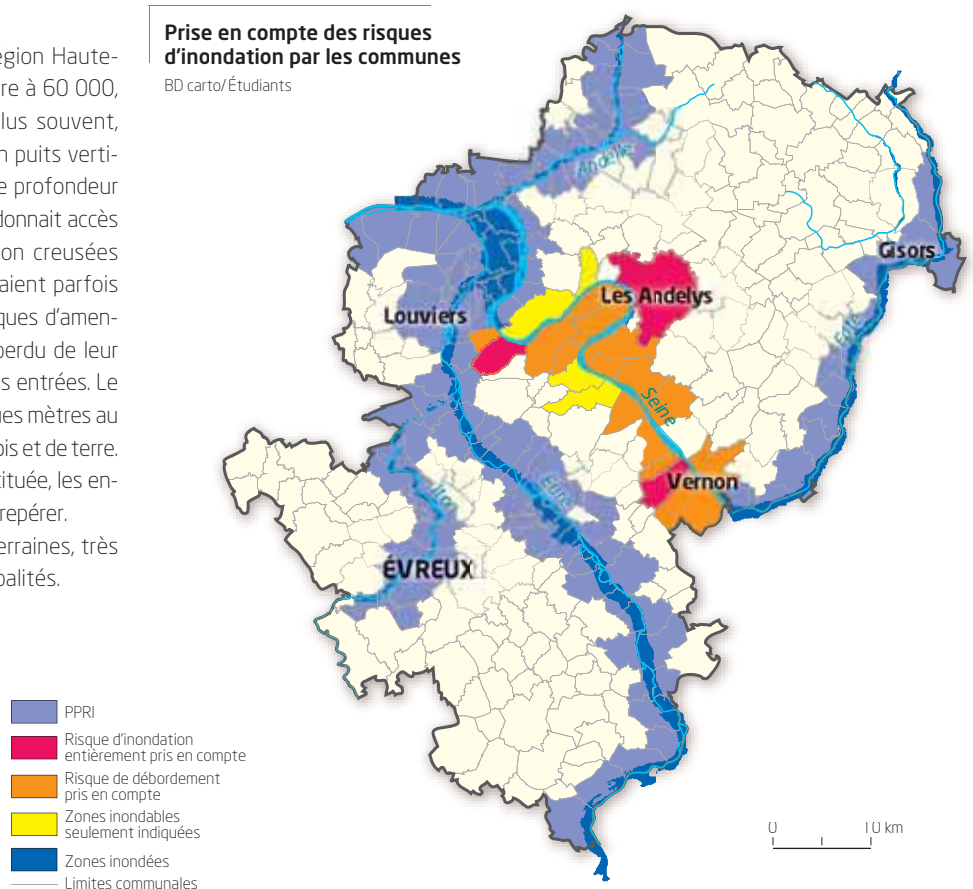 égion Haute-
re à 60 000,
lus souvent,
n puits verti-
e profondeur
donnait accès
on creusées
aient parfois
ques d'amen-
perdu de leur
s entrées. Le
ues mètres au
ois et de terre.
tituée, les en-
repérer.
erraines, très
palités.
Prise en compte des risques
d'inondation par les communes
BD carto/Étudiants
Andelle
Gisors
Les Andelys
Louviers
Epte
Seine
Vernon
Iton
Eure
ÉVREUX
PPRI
Risque d'inondation
entièrement pris en compte
Risque de débordement
pris en compte
Zones inondables
seulement indiquées
Zones inondées
Limites communales
0 10 km